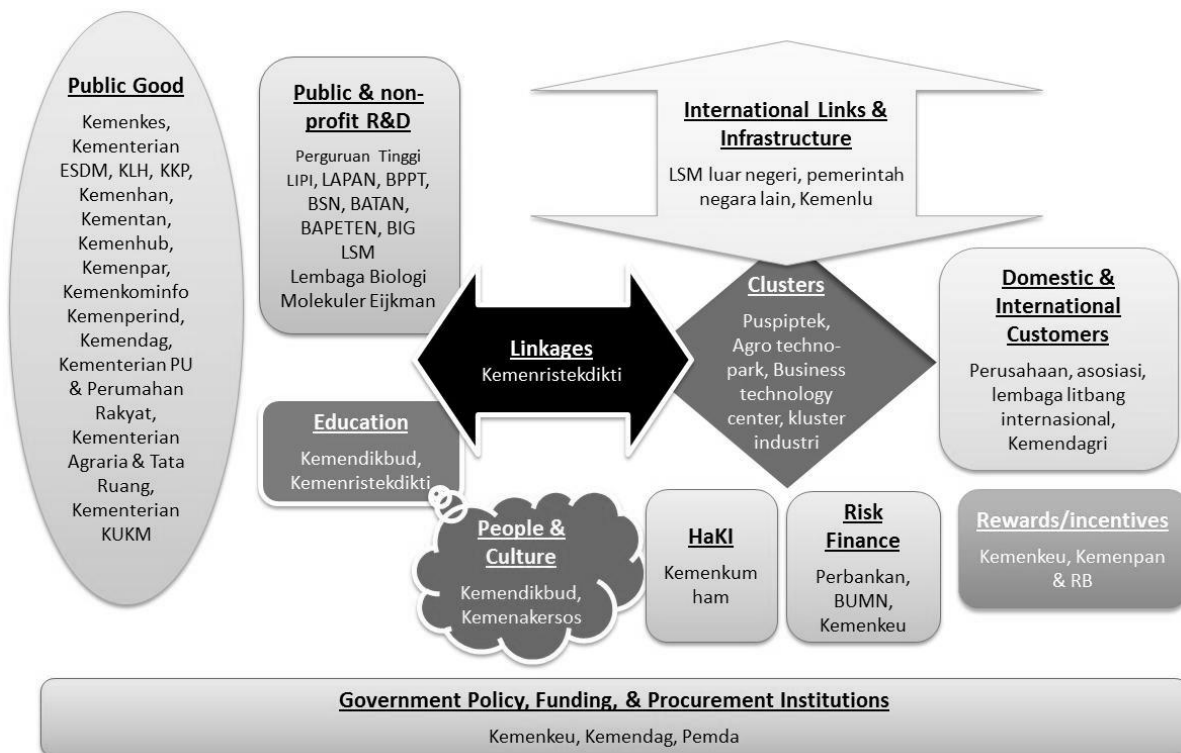 Public Good
Kemenkes,
Kementerian
ESDM, KLH, KKP,
Kemenhan,
Kementan,
Kemenhub,
Kemenpar,
Kemenkominfo
Kemenperind,
Kemendag,
Kementerian PU
& Perumahan
Rakyat,
Kementerian
Agraria & Tata
Ruang,
Kementerian
KUKM
Public & non-
profit R&D
Perguruan Tinggi
LIPI, LAPAN, BPPT,
BSN, BATAN,
BAPETEN, BIG
LSM
Lembaga Biologi
Molekuler Eijkman
International Links &
Infrastructure
LSM luar negeri, pemerintah
negara lain, Kemenlu
Linkages
Kemenristekdikti
Clusters
Puspiptek,
Agro techno-
park, Business
technology
center, kluster
industri
Domestic &
International
Customers
Perusahaan, asosiasi,
lembaga litbang
internasional,
Kemendagri
Education
Kemendikbud,
Kemenristekdikti
People &
Culture
Kemendikbud,
Kemenakersos
HaKI
Kemenkum
ham
Risk
Finance
Perbankan,
BUMN,
Kemenkeu
Rewards/incentives
Kemenkeu, Kemenpan
& RB
Government Policy, Funding, & Procurement Institutions
Kemenkeu, Kemendag, Pemda